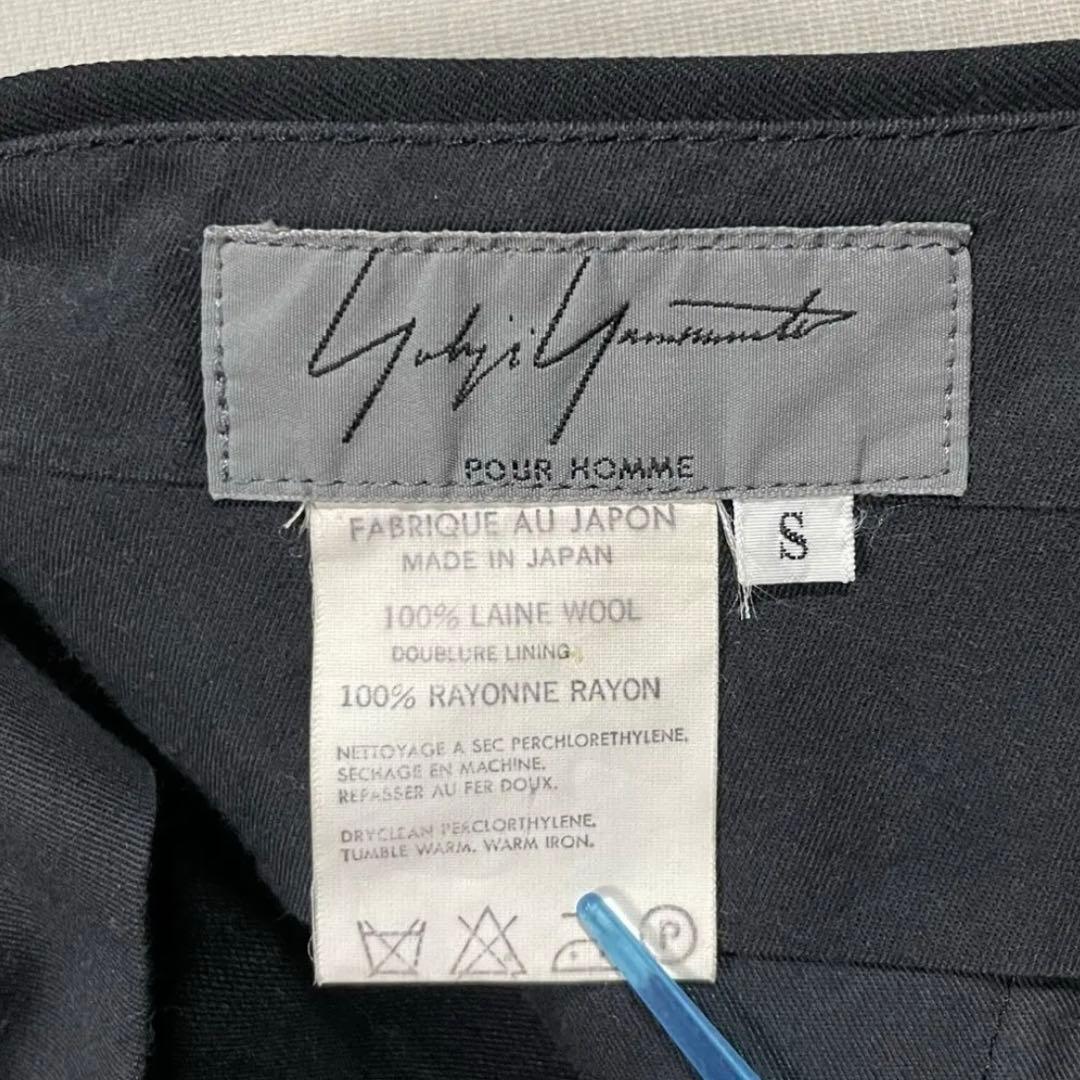 Yohji Yamamoto
POUR HOMME
S
FABRIQUE AU JAPON
MADE IN JAPAN
100% LAINE WOOL
DOUBLURE LINING
100% RAYONNE RAYON
NETTOYAGE A SEC PERCHLORETHYLENE.
SECHAGE EN MACHINE.
REPASSER AU FER DOUX.
DRYCLEAN PERCLORTHYLENE.
TUMBLE WARM. WARM IRON.
P